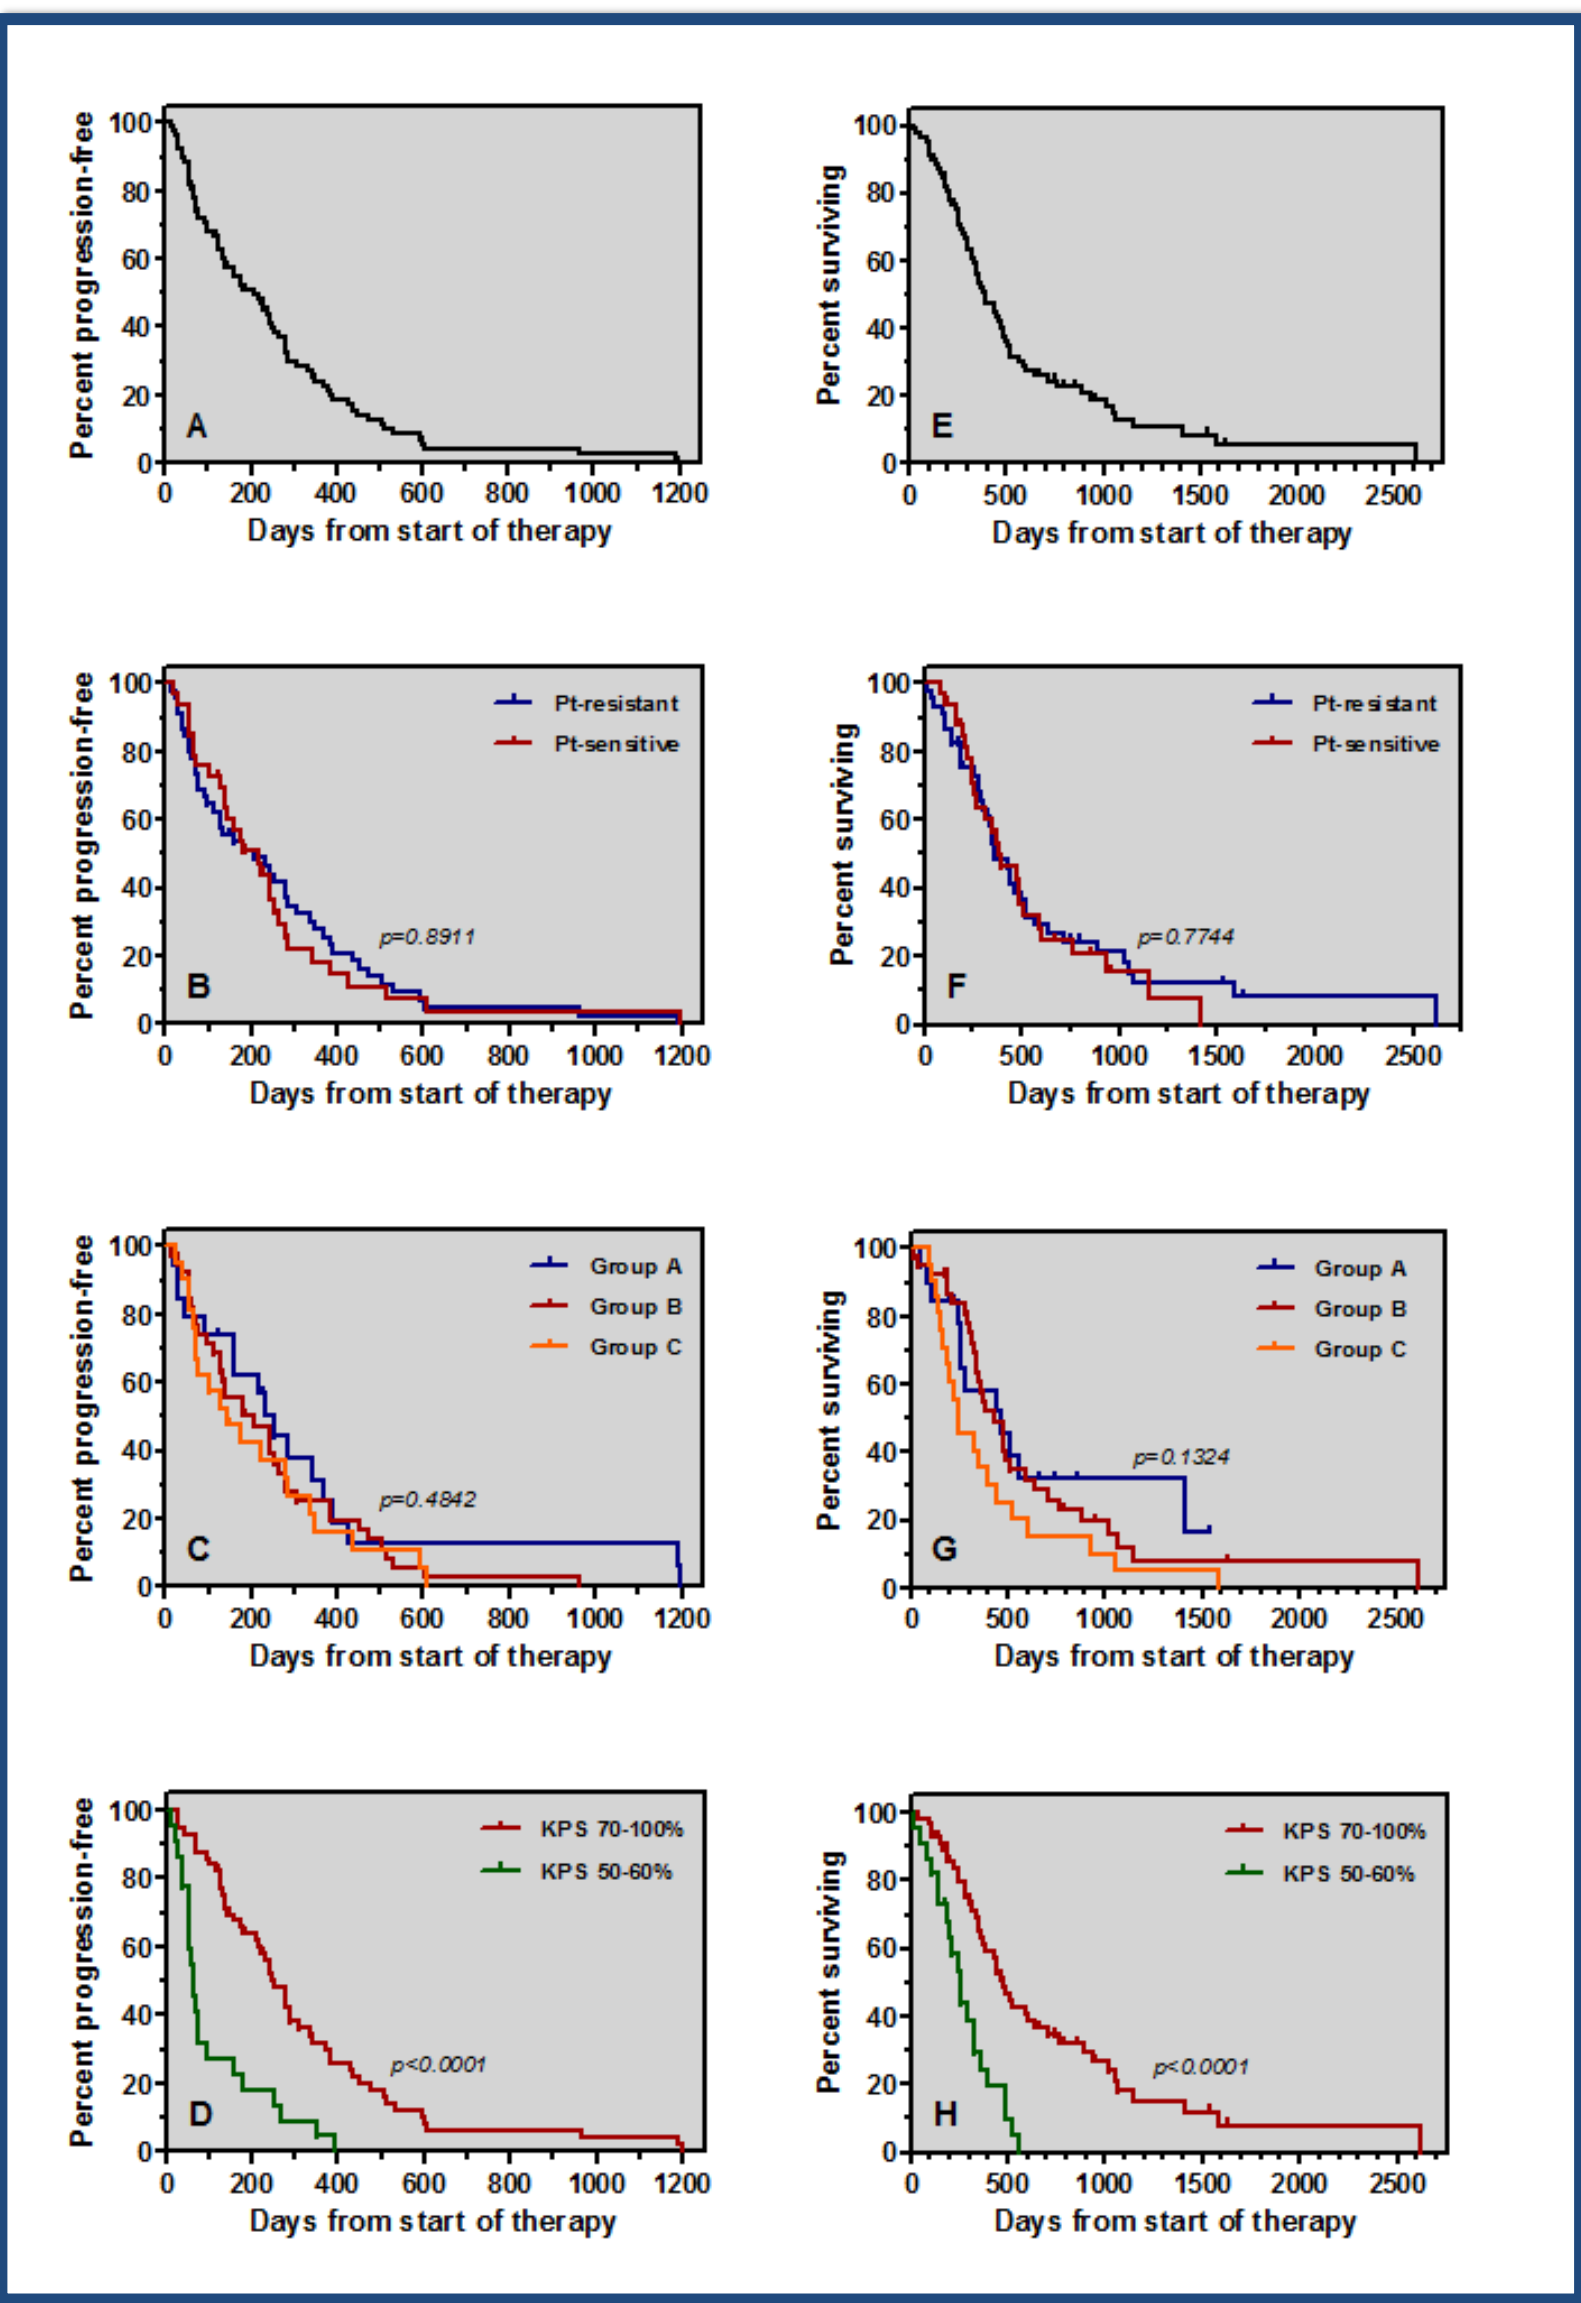 Percent progression-free
100
80
60
40
20
0
A
0 200 400 600 800 1000 1200
Days from start of therapy
Percent surviving
100
80
60
40
20
0
E
0 500 1000 1500 2000 2500
Days from start of therapy
Percent progression-free
100
80
60
40
20
0
Pt-resistant
Pt-sensitive
p=0.8911
B
0 200 400 600 800 1000 1200
Days from start of therapy
Percent surviving
100
80
60
40
20
0
Pt-resistant
Pt-sensitive
p=0.7744
F
0 500 1000 1500 2000 2500
Days from start of therapy
Percent progression-free
100
80
60
40
20
0
Group A
Group B
Group C
p=0.4842
C
0 200 400 600 800 1000 1200
Days from start of therapy
Percent surviving
100
80
60
40
20
0
Group A
Group B
Group C
p=0.1324
G
0 500 1000 1500 2000 2500
Days from start of therapy
Percent progression-free
100
80
60
40
20
0
KPS 70-100%
KPS 50-60%
p<0.0001
D
0 200 400 600 800 1000 1200
Days from start of therapy
Percent surviving
100
80
60
40
20
0
KPS 70-100%
KPS 50-60%
p<0.0001
H
0 500 1000 1500 2000 2500
Days from start of therapy